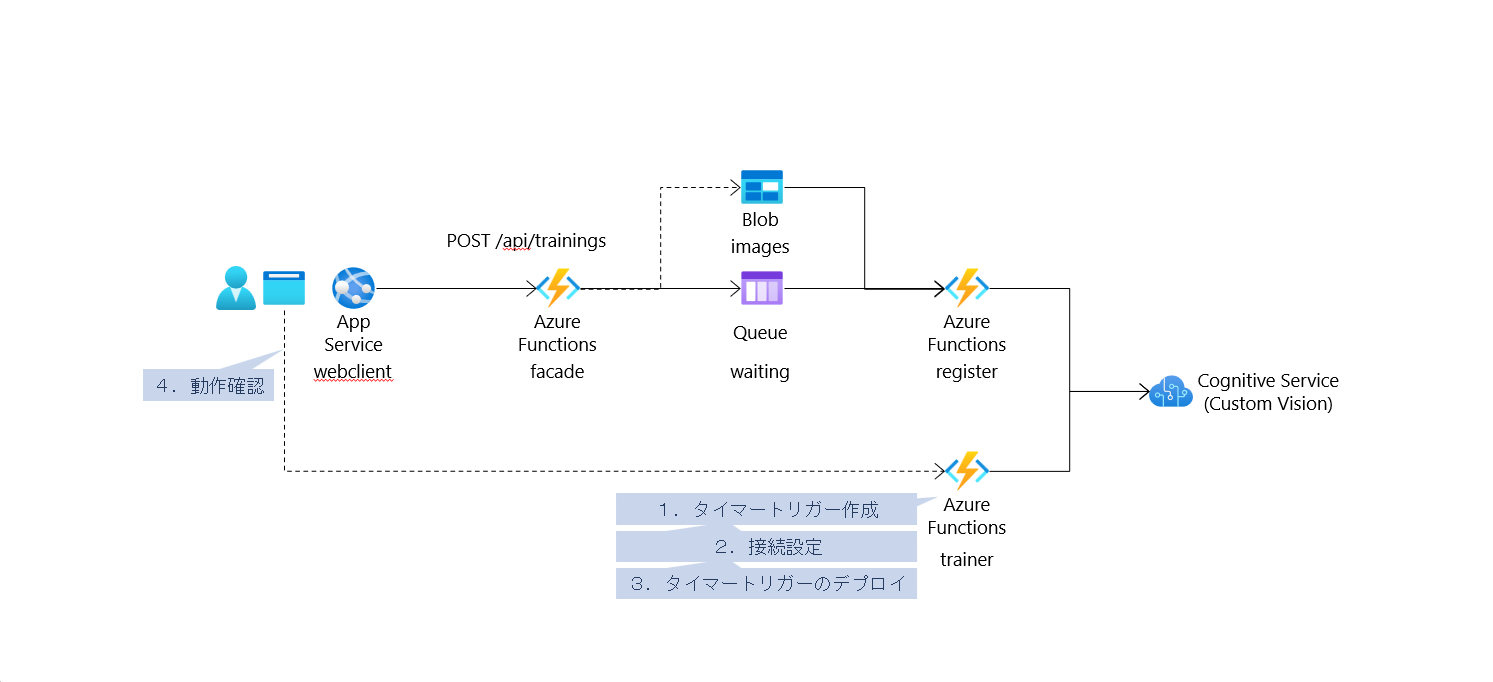 POST /api/trainings
Blob
images
App
Service
webclient
Azure
Functions
facade
Queue
waiting
Azure
Functions
register
Cognitive Service
(Custom Vision)
４．動作確認
１．タイマートリガー作成
２．接続設定
３．タイマートリガーのデプロイ
Azure
Functions
trainer